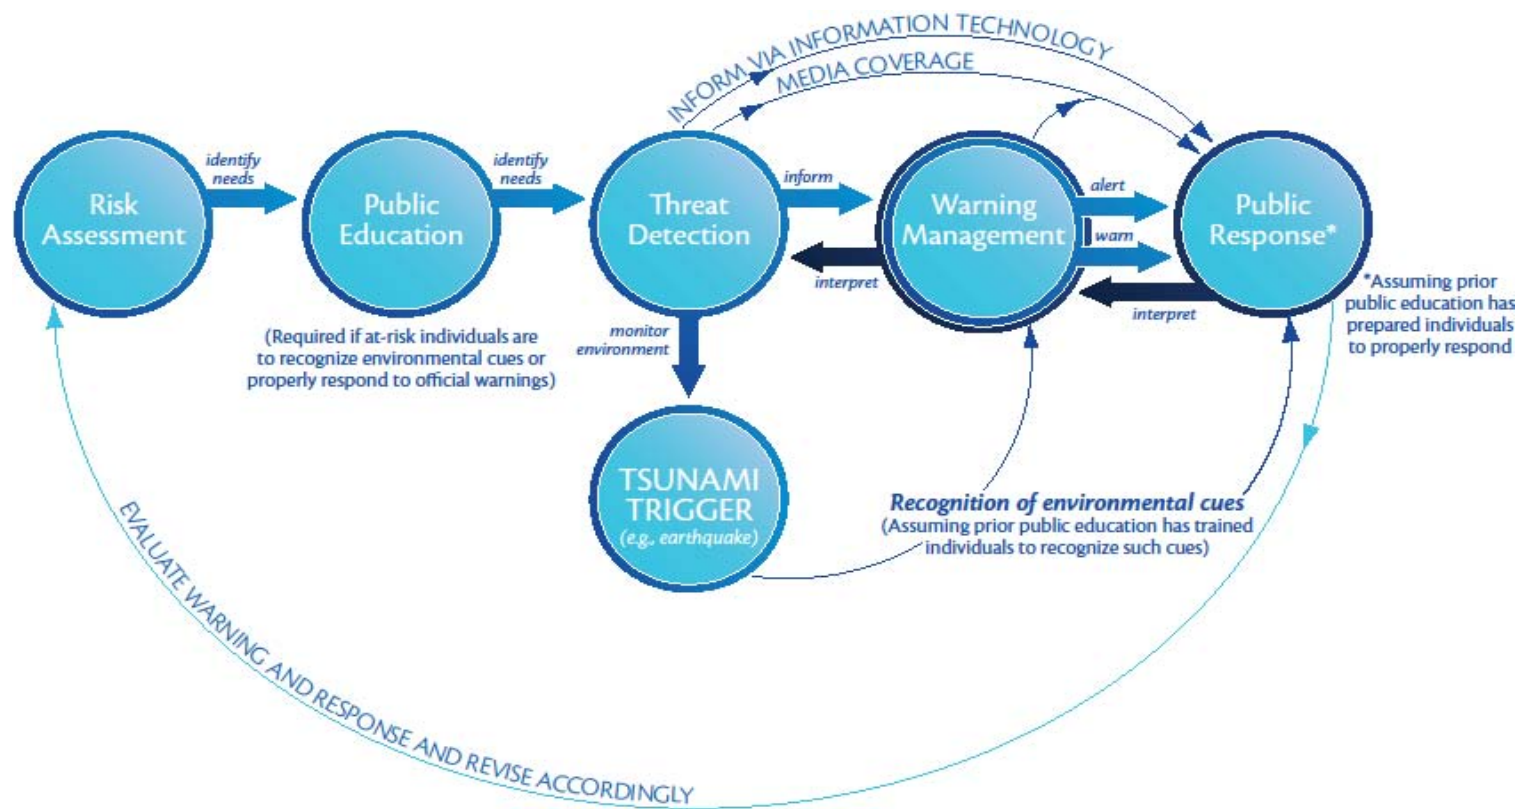 INFORM VIA INFORMATION TECHNOLOGY
MEDIA COVERAGE
Risk
Assessment
identify
needs
Public
Education
identify
needs
Threat
Detection
inform
Warning
Management
alert
warn
Public
Response*
interpret
interpret
*Assuming prior
public education has
prepared individuals
to properly respond
(Required if at-risk individuals are
to recognize environmental cues or
properly respond to official warnings)
monitor
environment
TSUNAMI
TRIGGER
(e.g., earthquake)
Recognition of environmental cues
(Assuming prior public education has trained
individuals to recognize such cues)
EVALUATE WARNING AND RESPONSE AND REVISE ACCORDINGLY